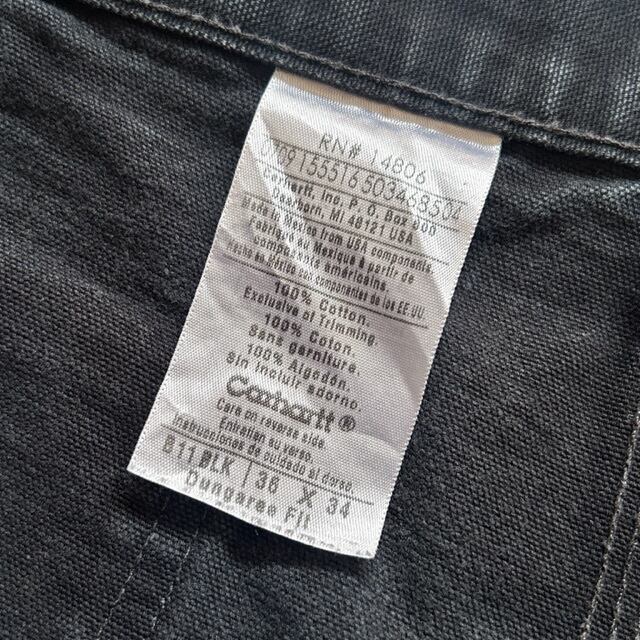 RN# 14806
09155516503468504
Carhartt, Inc. P. O. Box 600
Dearborn, MI 48121 USA
Made in Mexico from USA components.
Fabriqué au Mexique à partir de
components américains.
Hecho en México con componentes de los EE UU.
100% Cotton.
Exclusive of Trimming.
100% Coton.
Sans garniture.
100% Algodón.
Sin incluir adorno.
Carhartt®
Care on reverse side.
Entretien su verso.
Instrucciones de cuidado al dorso.
B11 BLK | 36 X 34
Dungaree Fit